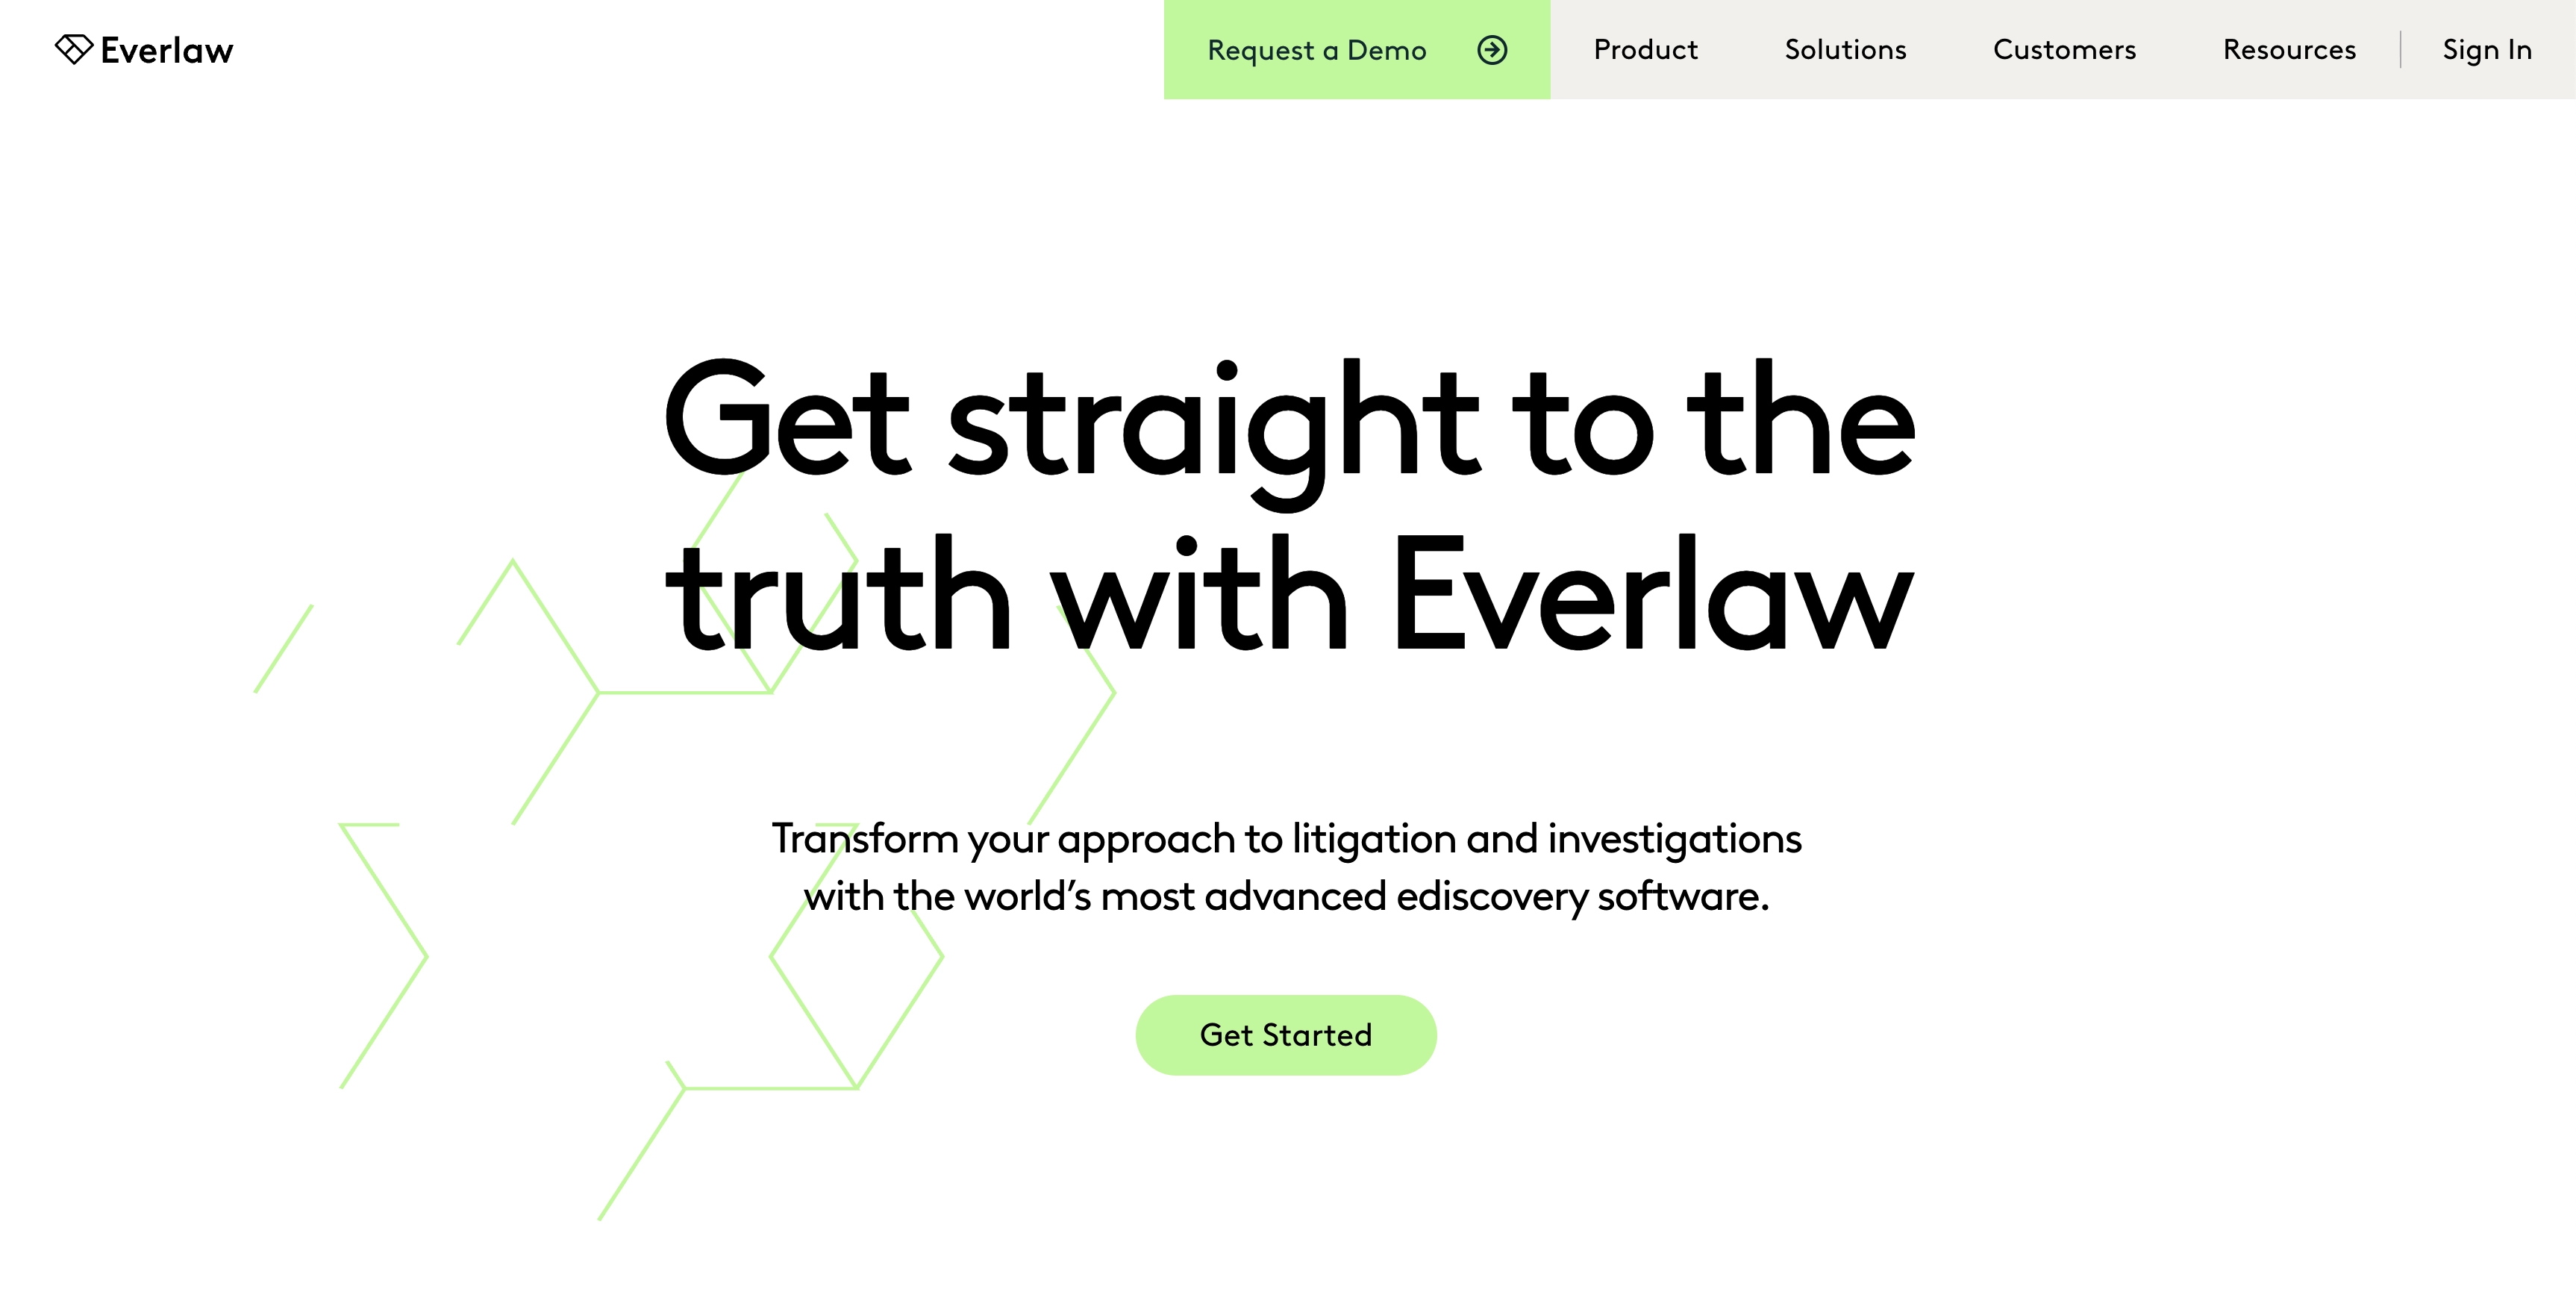 Everlaw
Request a Demo
Product
Solutions
Customers
Resources
Sign In
Get straight to the
truth with Everlaw
Transform your approach to litigation and investigations
with the world’s most advanced ediscovery software.
Get Started